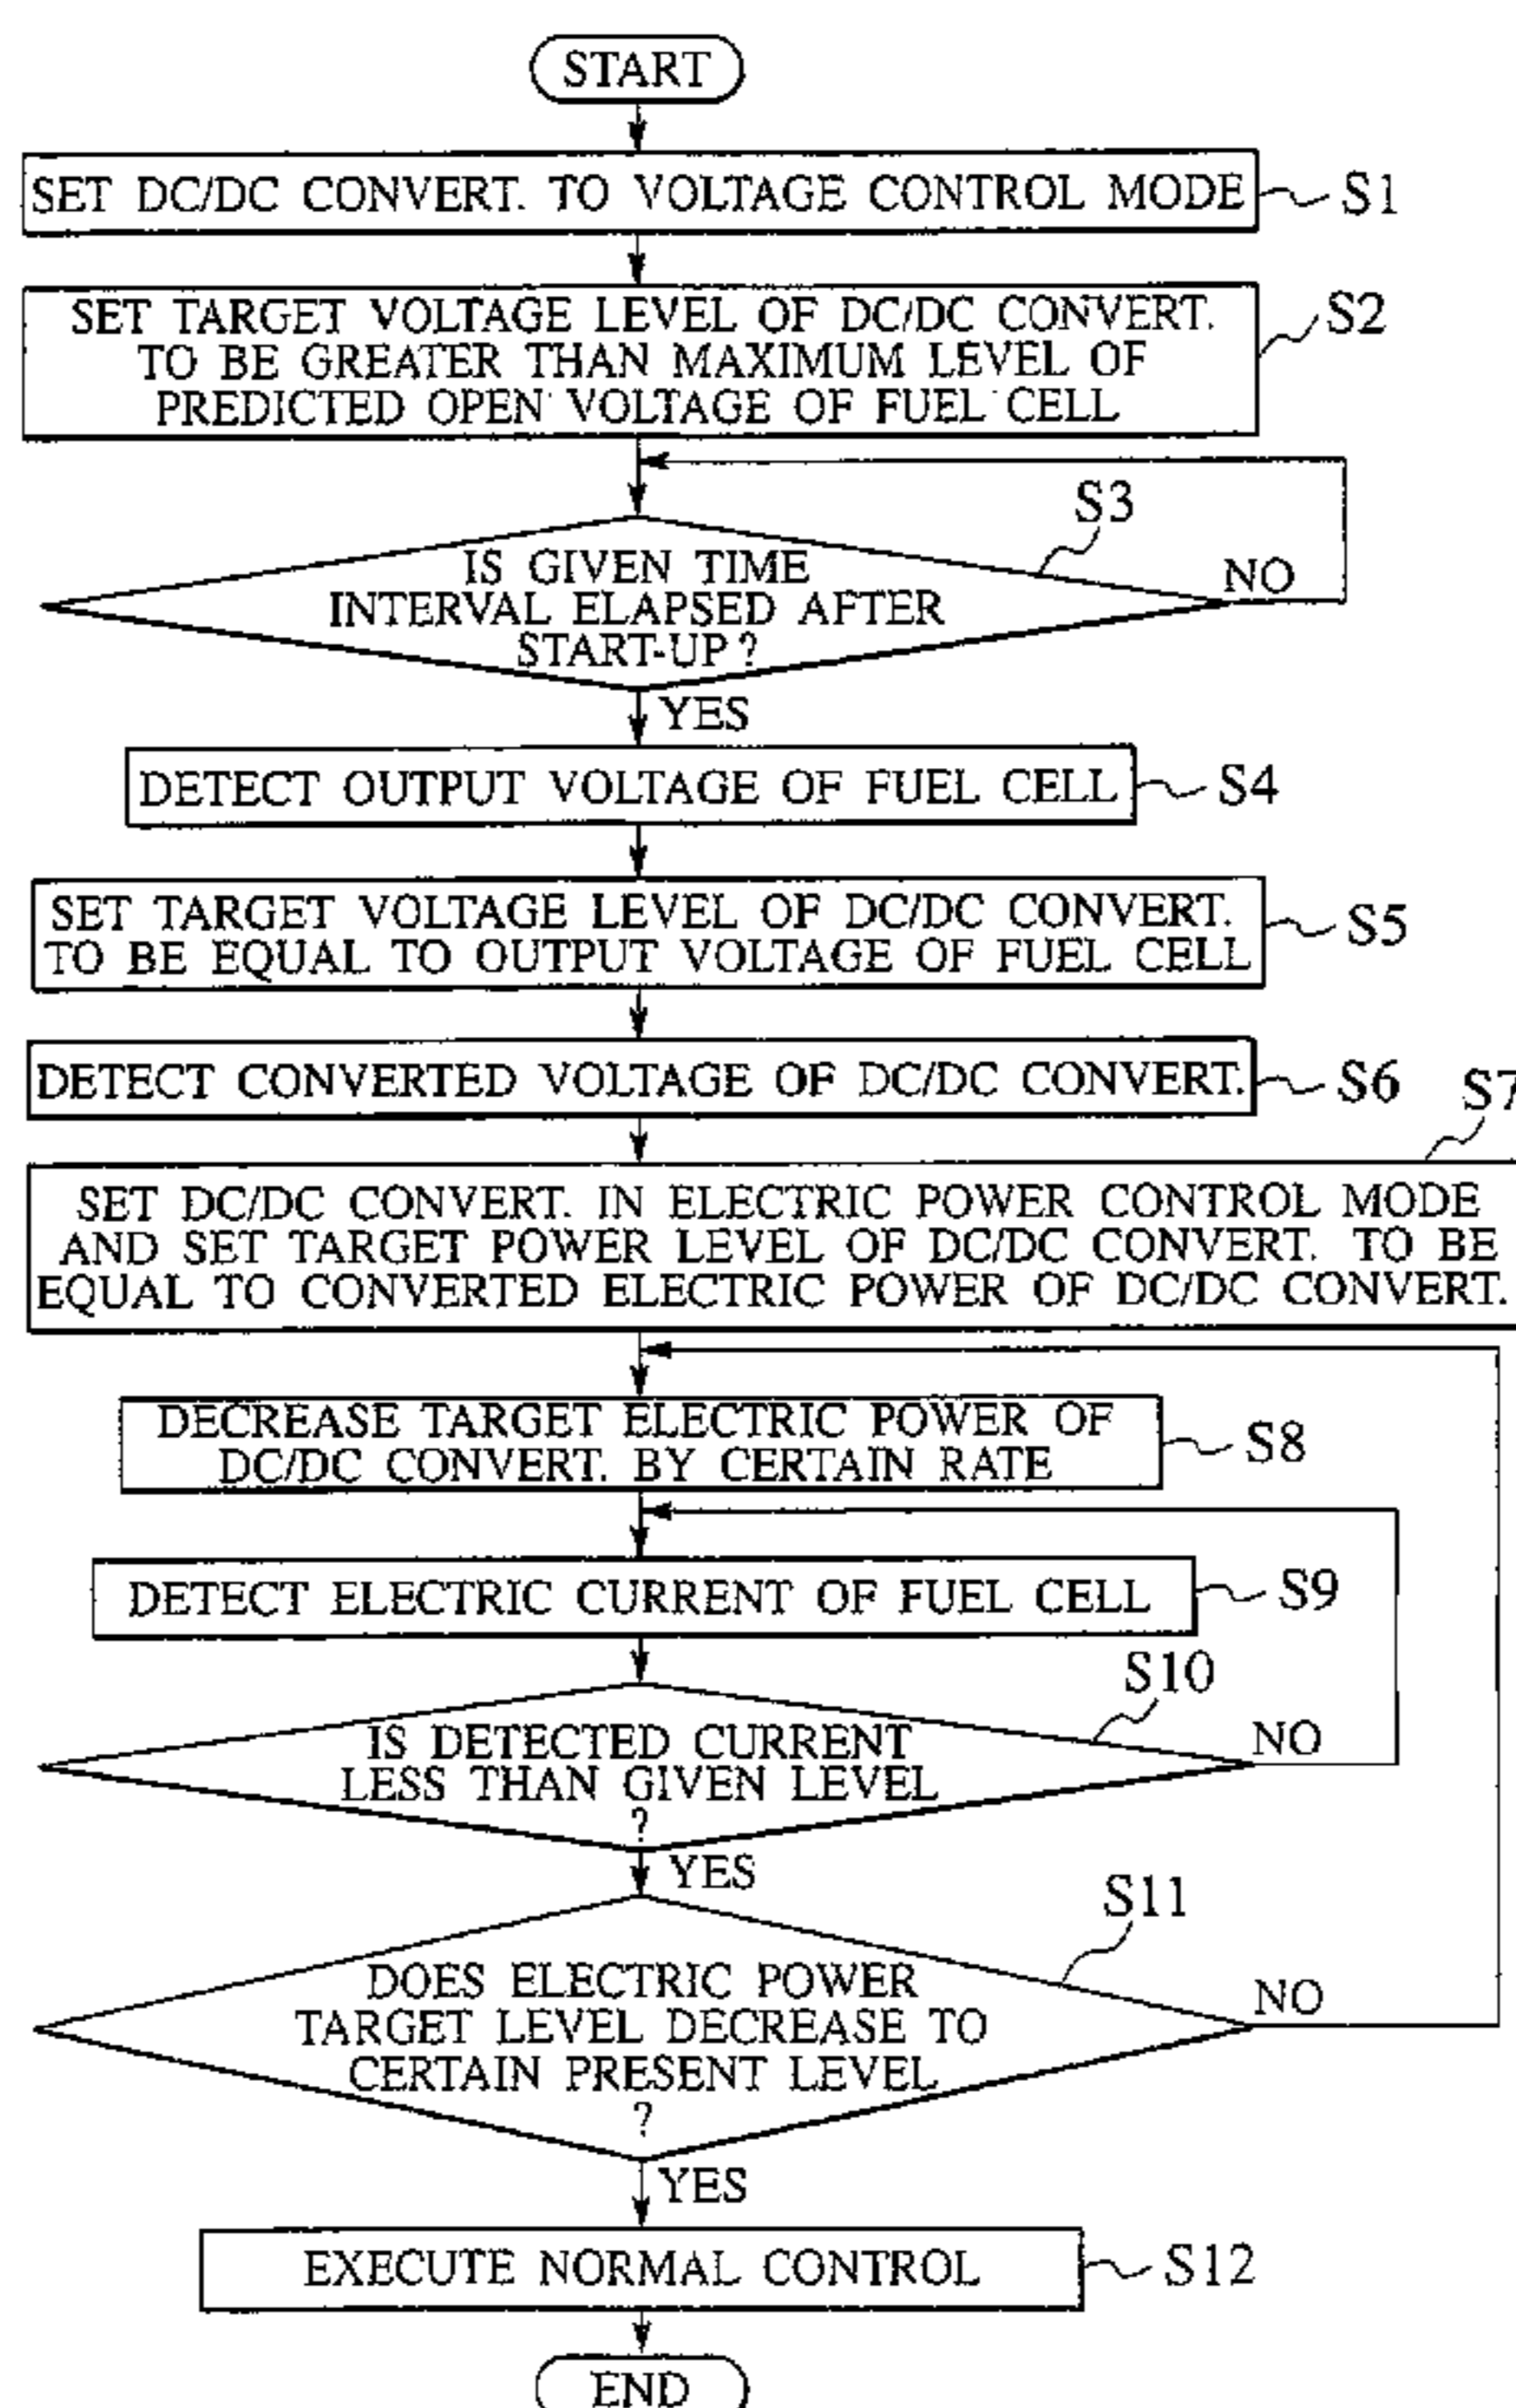 START
SET DC/DC CONVERT. TO VOLTAGE CONTROL MODE
S1
SET TARGET VOLTAGE LEVEL OF DC/DC CONVERT.
TO BE GREATER THAN MAXIMUM LEVEL OF
PREDICTED OPEN VOLTAGE OF FUEL CELL
S2
S3
IS GIVEN TIME
INTERVAL ELAPSED AFTER
START-UP?
NO
YES
DETECT OUTPUT VOLTAGE OF FUEL CELL
S4
SET TARGET VOLTAGE LEVEL OF DC/DC CONVERT.
TO BE EQUAL TO OUTPUT VOLTAGE OF FUEL CELL
S5
DETECT CONVERTED VOLTAGE OF DC/DC CONVERT.
S6
S7
SET DC/DC CONVERT. IN ELECTRIC POWER CONTROL MODE
AND SET TARGET POWER LEVEL OF DC/DC CONVERT. TO BE
EQUAL TO CONVERTED ELECTRIC POWER OF DC/DC CONVERT.
DECREASE TARGET ELECTRIC POWER OF
DC/DC CONVERT. BY CERTAIN RATE
S8
DETECT ELECTRIC CURRENT OF FUEL CELL
S9
S10
IS DETECTED CURRENT
LESS THAN GIVEN LEVEL
?
NO
YES
S11
DOES ELECTRIC POWER
TARGET LEVEL DECREASE TO
CERTAIN PRESENT LEVEL
?
NO
YES
EXECUTE NORMAL CONTROL
S12
END